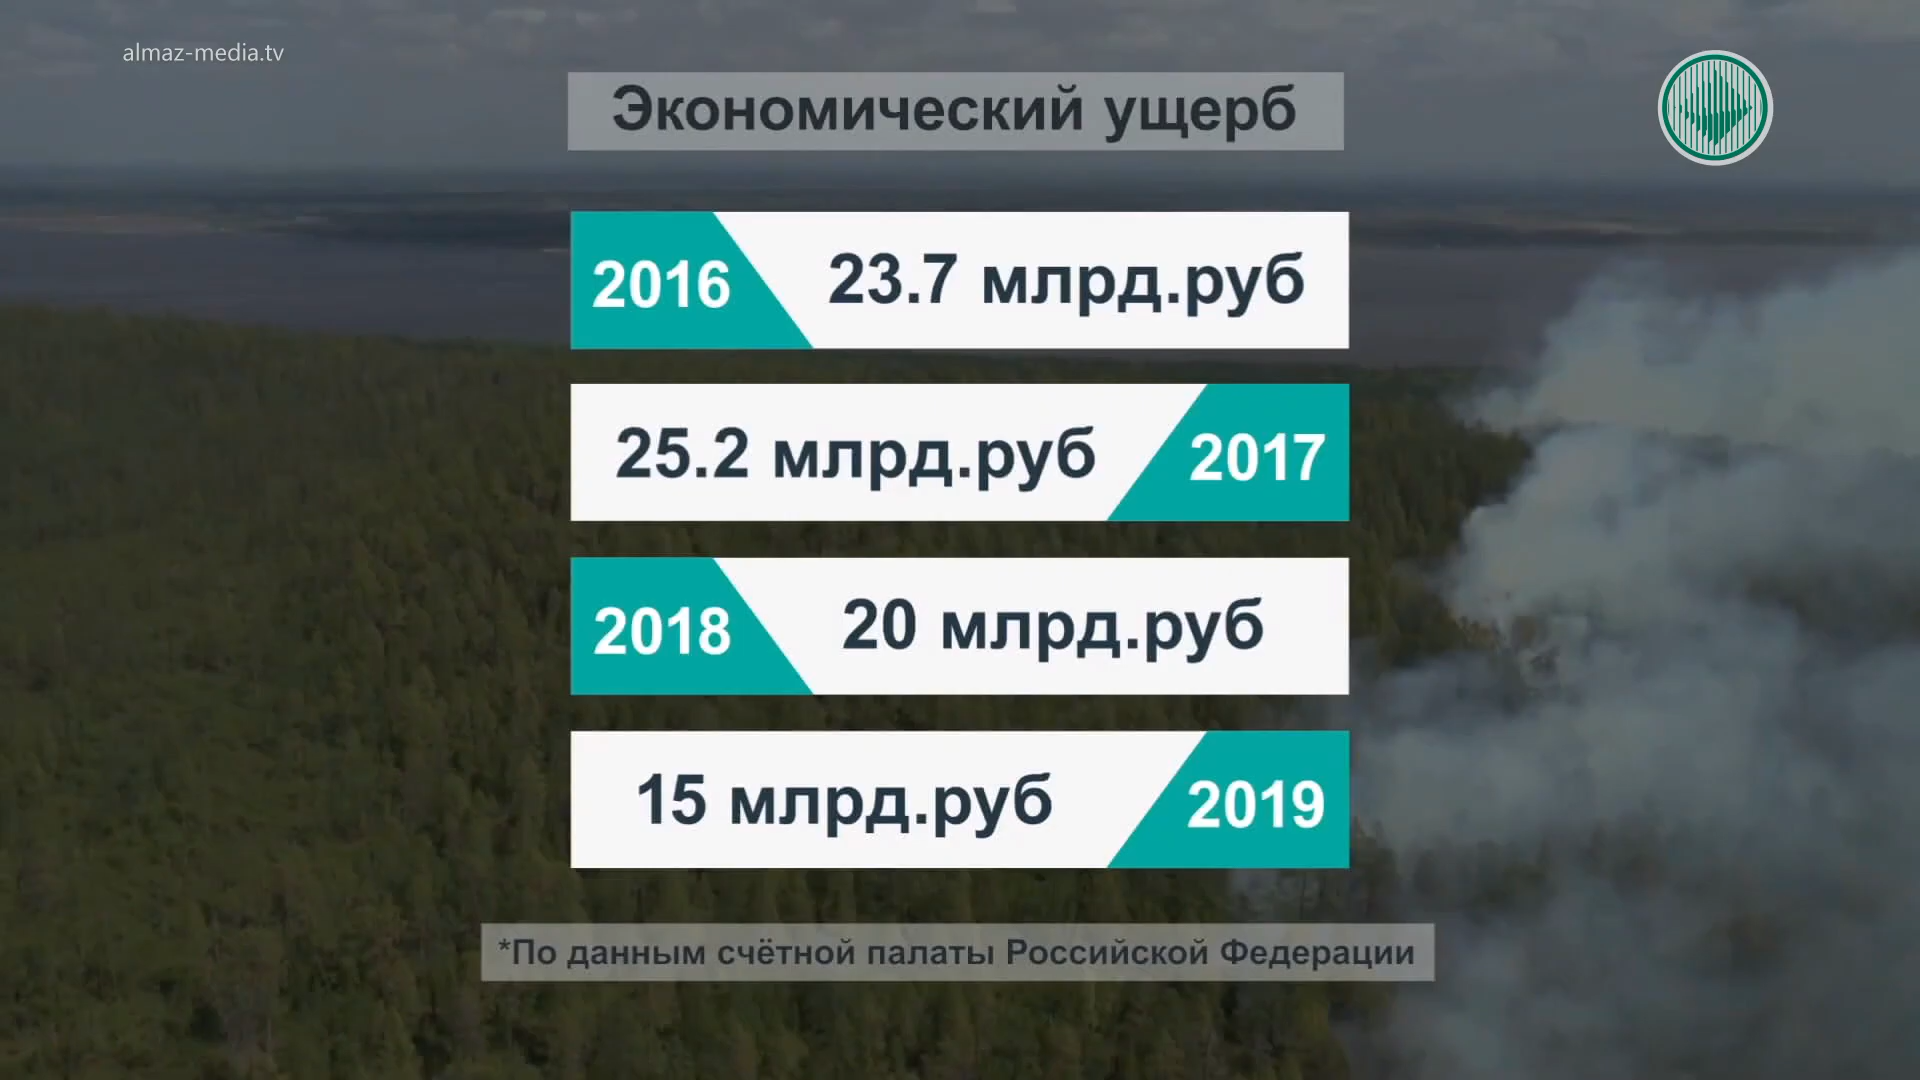 almaz-media.tv
Экономический ущерб
2016 23.7 млрд.руб
25.2 млрд.руб 2017
2018 20 млрд.руб
15 млрд.руб 2019
*По данным счётной палаты Российской Федерации